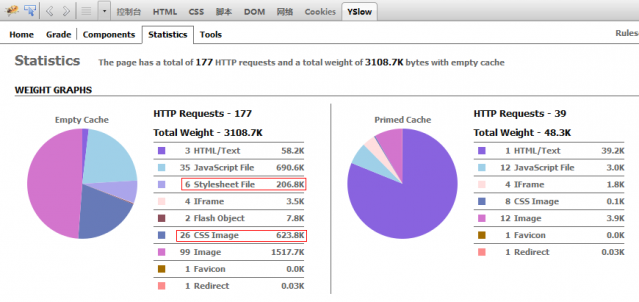 控制台 HTML CSS 脚本 DOM 网络 Cookies YSlow
Home Grade Components Statistics Tools Rules
Statistics The page has a total of 177 HTTP requests and a total weight of 3108.7K bytes with empty cache
WEIGHT GRAPHS
Empty Cache
HTTP Requests - 177
Total Weight - 3108.7K
3 HTML/Text 58.2K
35 JavaScript File 690.6K
6 Stylesheet File 206.8K
4 IFrame 3.5K
2 Flash Object 7.8K
26 CSS Image 623.8K
99 Image 1517.7K
1 Favicon 0.0K
1 Redirect 0.03K
Primed Cache
HTTP Requests - 39
Total Weight - 48.3K
1 HTML/Text 39.2K
12 JavaScript File 3.0K
4 IFrame 1.8K
8 CSS Image 0.1K
12 Image 3.9K
1 Favicon 0.0K
1 Redirect 0.03K